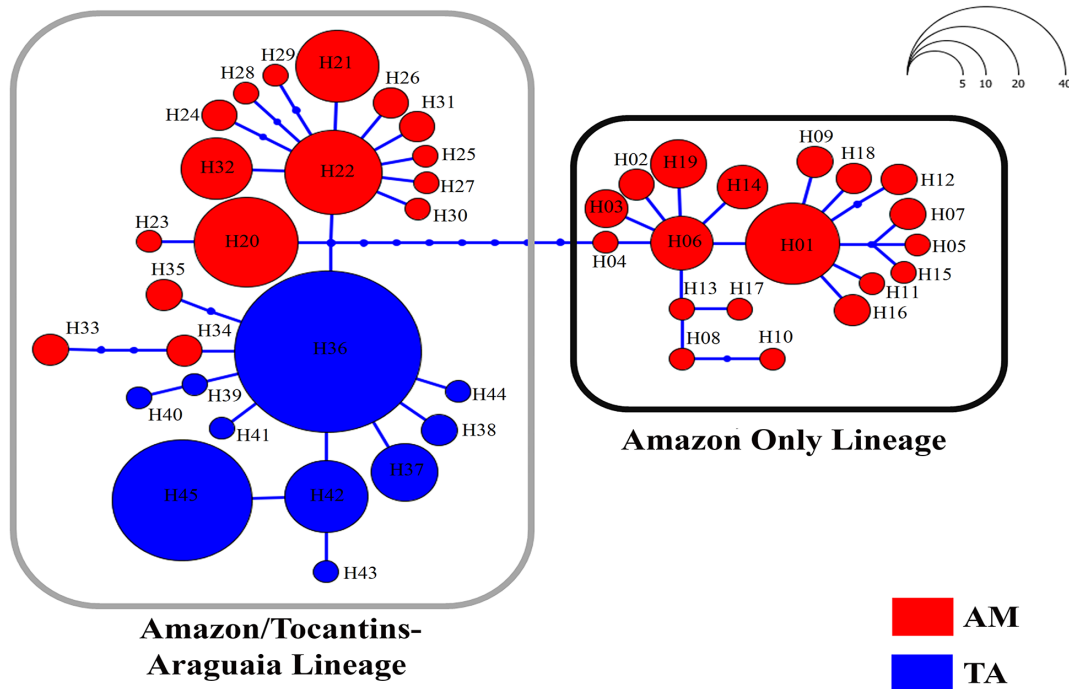 H29
H21
H28
H26
H24
H31
H32
H22
H25
H27
H30
H23
H20
H35
H33
H34
H36
H39
H40
H41
H44
H38
H37
H45
H42
H43
Amazon/Tocantins-
Araguaia Lineage
5 10 20 40
H09
H02
H19
H18
H12
H14
H03
H07
H06
H01
H05
H04
H15
H11
H13
H17
H16
H08
H10
Amazon Only Lineage
AM
TA